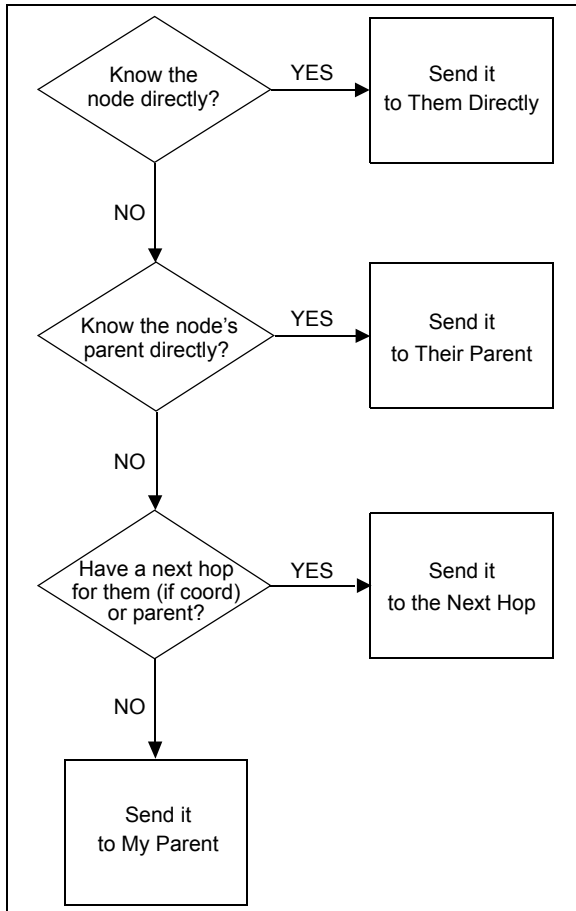 Know the
node directly?
YES
Send it
to Them Directly
NO
Know the node’s
parent directly?
YES
Send it
to Their Parent
NO
Have a next hop
for them (if coord)
or parent?
YES
Send it
to the Next Hop
NO
Send it
to My Parent